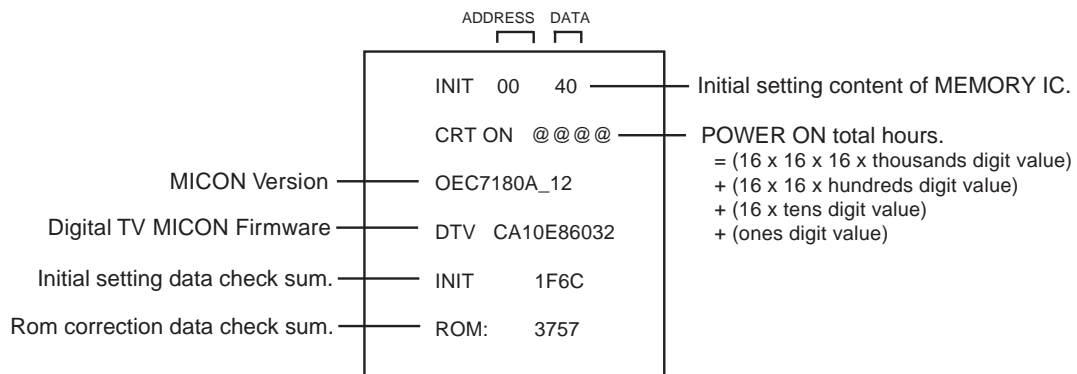 ADDRESS DATA
INIT 00 40
Initial setting content of MEMORY IC.
CRT ON @@@@
POWER ON total hours.
= (16 x 16 x 16 x thousands digit value)
+ (16 x 16 x hundreds digit value)
+ (16 x tens digit value)
+ (ones digit value)
MICON Version
OEC7180A_12
Digital TV MICON Firmware
DTV CA10E86032
Initial setting data check sum.
INIT 1F6C
Rom correction data check sum.
ROM: 3757